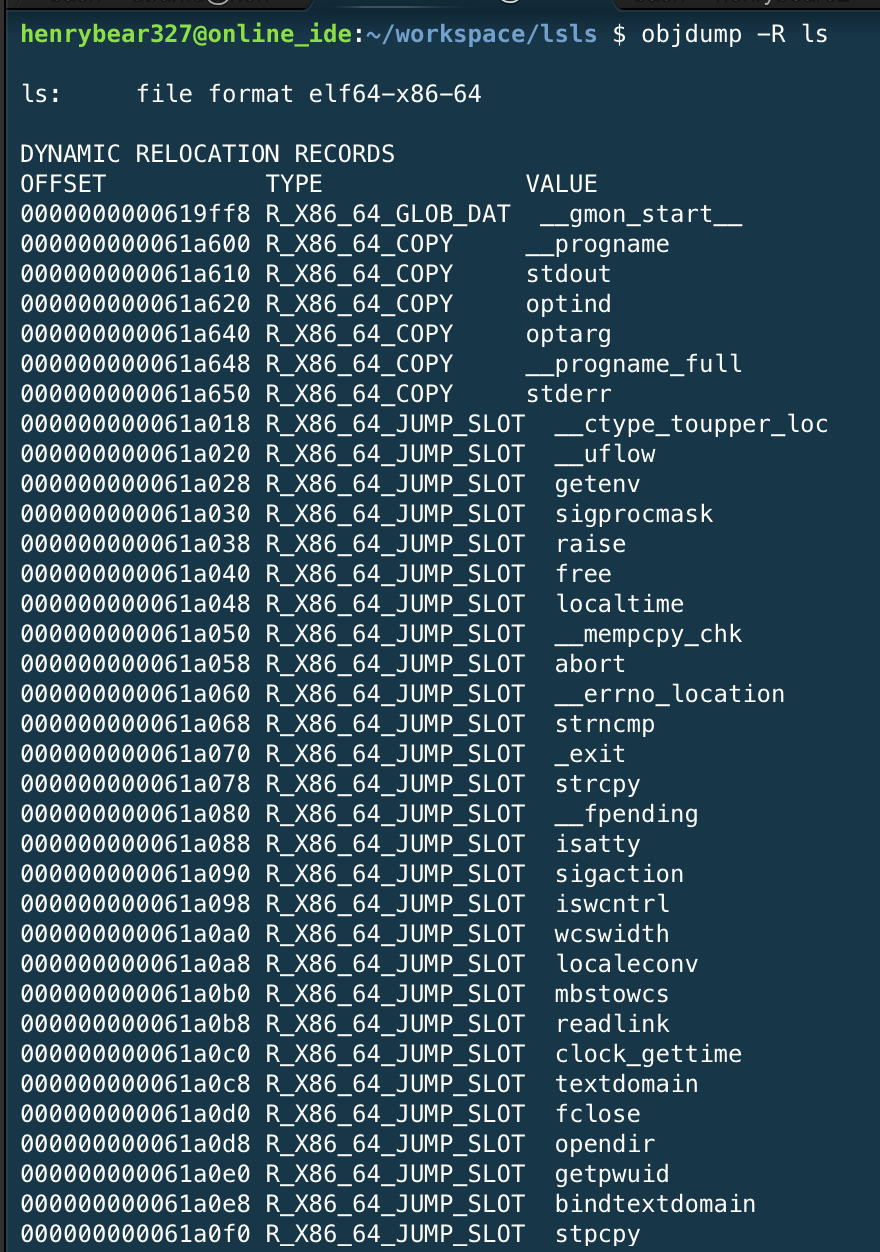 henrybear327@online_ide:~/workspace/lsls $ objdump -R ls
ls:     file format elf64-x86-64
DYNAMIC RELOCATION RECORDS
OFFSET           TYPE              VALUE
0000000000619ff8 R_X86_64_GLOB_DAT  __gmon_start__
000000000061a600 R_X86_64_COPY     __progname
000000000061a610 R_X86_64_COPY     stdout
000000000061a620 R_X86_64_COPY     optind
000000000061a640 R_X86_64_COPY     optarg
000000000061a648 R_X86_64_COPY     __progname_full
000000000061a650 R_X86_64_COPY     stderr
000000000061a018 R_X86_64_JUMP_SLOT  __ctype_toupper_loc
000000000061a020 R_X86_64_JUMP_SLOT  __uflow
000000000061a028 R_X86_64_JUMP_SLOT  getenv
000000000061a030 R_X86_64_JUMP_SLOT  sigprocmask
000000000061a038 R_X86_64_JUMP_SLOT  raise
000000000061a040 R_X86_64_JUMP_SLOT  free
000000000061a048 R_X86_64_JUMP_SLOT  localtime
000000000061a050 R_X86_64_JUMP_SLOT  __mempcpy_chk
000000000061a058 R_X86_64_JUMP_SLOT  abort
000000000061a060 R_X86_64_JUMP_SLOT  __errno_location
000000000061a068 R_X86_64_JUMP_SLOT  strncmp
000000000061a070 R_X86_64_JUMP_SLOT  _exit
000000000061a078 R_X86_64_JUMP_SLOT  strcpy
000000000061a080 R_X86_64_JUMP_SLOT  __fpending
000000000061a088 R_X86_64_JUMP_SLOT  isatty
000000000061a090 R_X86_64_JUMP_SLOT  sigaction
000000000061a098 R_X86_64_JUMP_SLOT  iswcntrl
000000000061a0a0 R_X86_64_JUMP_SLOT  wcswidth
000000000061a0a8 R_X86_64_JUMP_SLOT  localeconv
000000000061a0b0 R_X86_64_JUMP_SLOT  mbstowcs
000000000061a0b8 R_X86_64_JUMP_SLOT  readlink
000000000061a0c0 R_X86_64_JUMP_SLOT  clock_gettime
000000000061a0c8 R_X86_64_JUMP_SLOT  textdomain
000000000061a0d0 R_X86_64_JUMP_SLOT  fclose
000000000061a0d8 R_X86_64_JUMP_SLOT  opendir
000000000061a0e0 R_X86_64_JUMP_SLOT  getpwuid
000000000061a0e8 R_X86_64_JUMP_SLOT  bindtextdomain
000000000061a0f0 R_X86_64_JUMP_SLOT  stpcpy